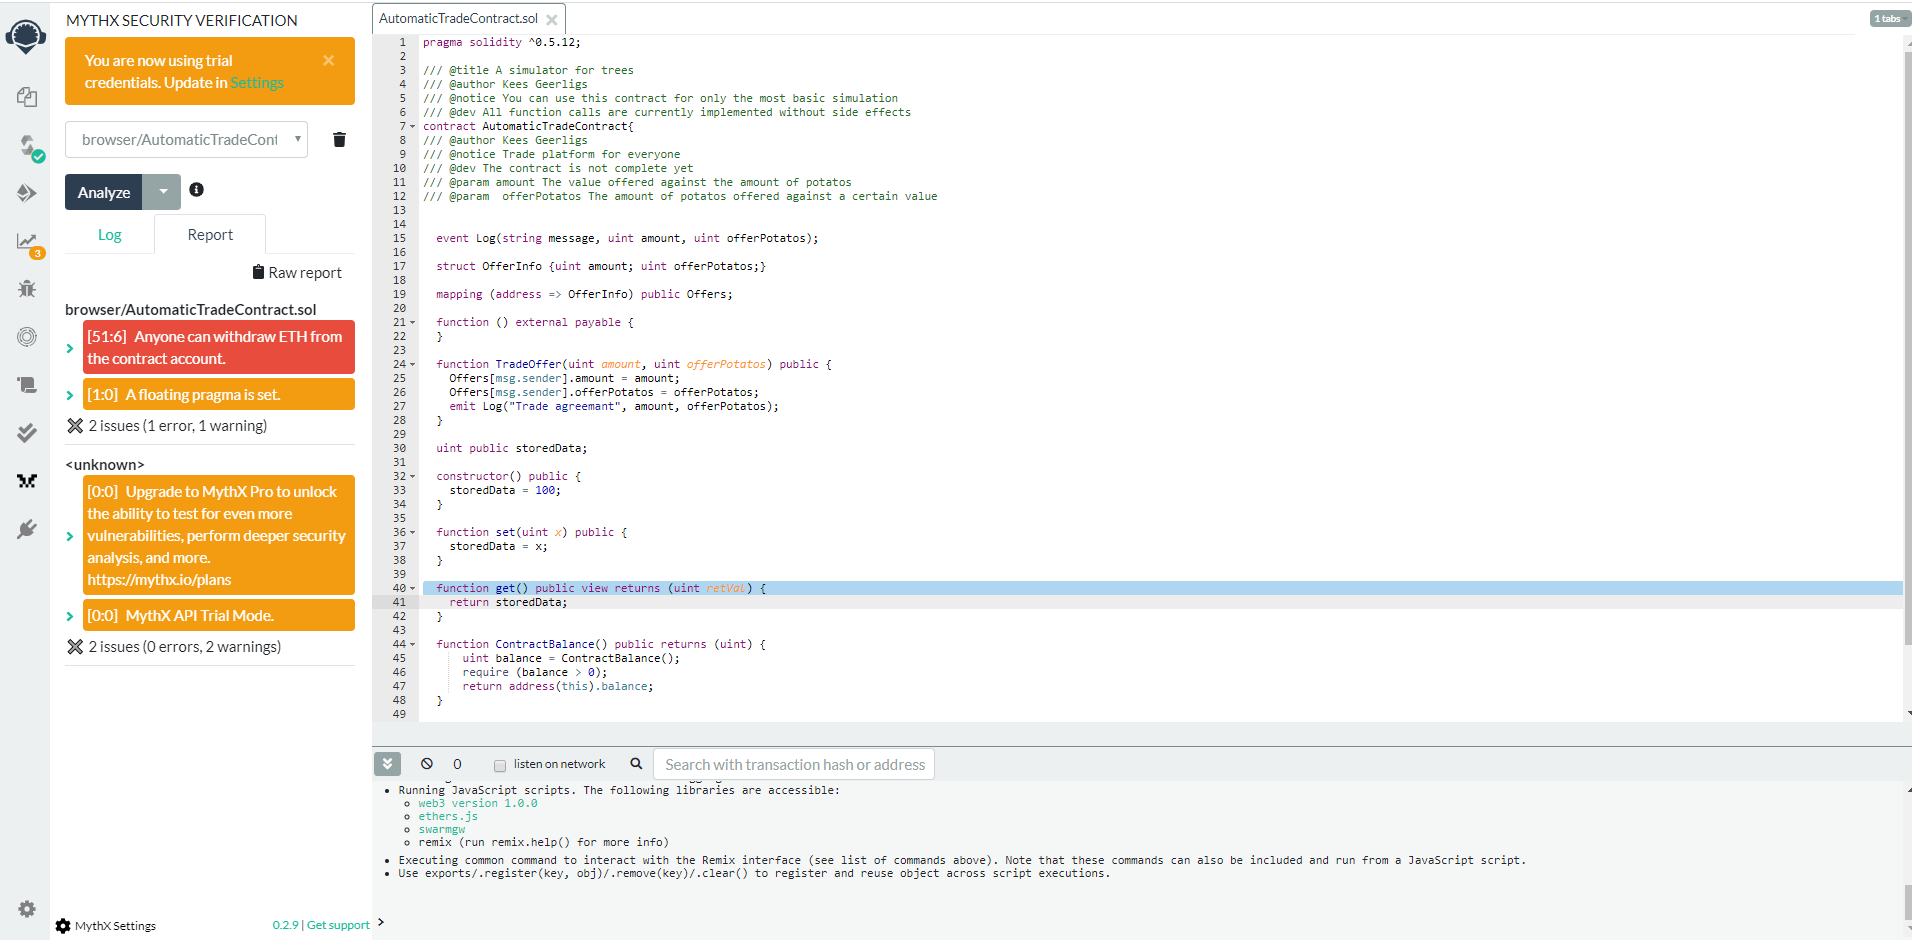 MYTHX SECURITY VERIFICATION
You are now using trial
credentials. Update in Settings
×
browser/AutomaticTradeCont
Analyze
Log
Report
Raw report
browser/AutomaticTradeContract.sol
[51:6] Anyone can withdraw ETH from
the contract account.
[1:0] A floating pragma is set.
2 issues (1 error, 1 warning)
<unknown>
[0:0] Upgrade to MythX Pro to unlock
the ability to test for even more
vulnerabilities, perform deeper security
analysis, and more.
https://mythx.io/plans
[0:0] MythX API Trial Mode.
2 issues (0 errors, 2 warnings)
3
MythX Settings
0.2.9 | Get support
AutomaticTradeContract.sol
1 tabs
1 pragma solidity ^0.5.12;
2
3 /// @title A simulator for trees
4 /// @author Kees Geerligs
5 /// @notice You can use this contract for only the most basic simulation
6 /// @dev All function calls are currently implemented without side effects
7 contract AutomaticTradeContract{
8 /// @author Kees Geerligs
9 /// @notice Trade platform for everyone
10 /// @dev The contract is not complete yet
11 /// @param amount The value offered against the amount of potatos
12 /// @param  offerPotatos The amount of potatos offered against a certain value
13
14
15 event Log(string message, uint amount, uint offerPotatos);
16
17 struct OfferInfo {uint amount; uint offerPotatos;}
18
19 mapping (address => OfferInfo) public Offers;
20
21 function () external payable {
22 }
23
24 function TradeOffer(uint amount, uint offerPotatos) public {
25 Offers[msg.sender].amount = amount;
26 Offers[msg.sender].offerPotatos = offerPotatos;
27 emit Log("Trade agreemant", amount, offerPotatos);
28 }
29
30 uint public storedData;
31
32 constructor() public {
33 storedData = 100;
34 }
35
36 function set(uint x) public {
37 storedData = x;
38 }
39
40 function get() public view returns (uint retVal) {
41 return storedData;
42 }
43
44 function ContractBalance() public returns (uint) {
45 uint balance = ContractBalance();
46 require (balance > 0);
47 return address(this).balance;
48 }
49
0
listen on network
Search with transaction hash or address
• Running JavaScript scripts. The following libraries are accessible:
web3 version 1.0.0
ethers.js
swarmgw
remix (run remix.help() for more info)
• Executing common command to interact with the Remix interface (see list of commands above). Note that these commands can also be included and run from a JavaScript script.
• Use exports/.register(key, obj)/.remove(key)/.clear() to register and reuse object across script executions.
>